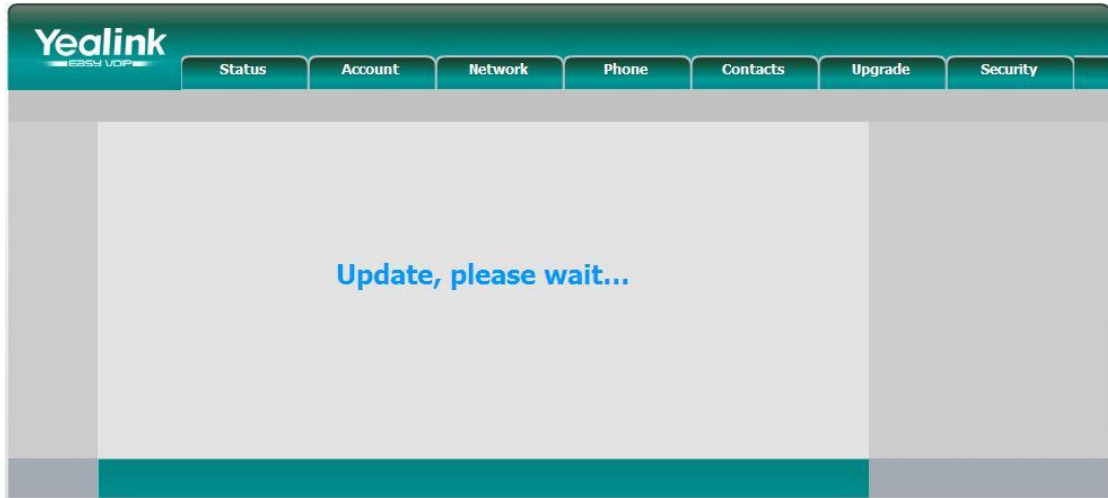 Yealink
EASY VOIP
Status Account Network Phone Contacts Upgrade Security
Update, please wait...